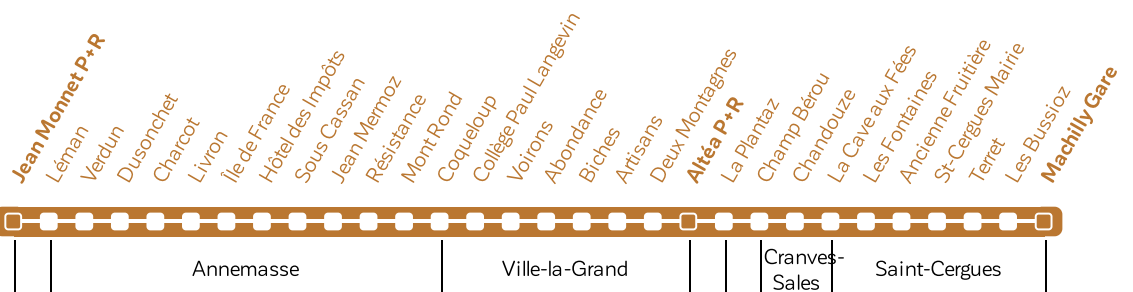 Jean Monnet P+R
Léman
Verdun
Dusonchet
Charcot
Livron
Île de France
Hôtel des Impôts
Sous Cassan
Jean Mermoz
Résistance
Mont Rond
Coqueloup
Collège Paul Langevin
Voirons
Abondance
Biches
Artisans
Deux Montagnes
Altéa P+R
La Plantaz
Champ Bérou
Chandouze
La Cave aux Fées
Les Fontaines
Ancienne Fruitière
St-Cergues Mairie
Terret
Les Bussioz
Machilly Gare
Annemasse
Ville-la-Grand
Cranves-
Sales
Saint-Cergues